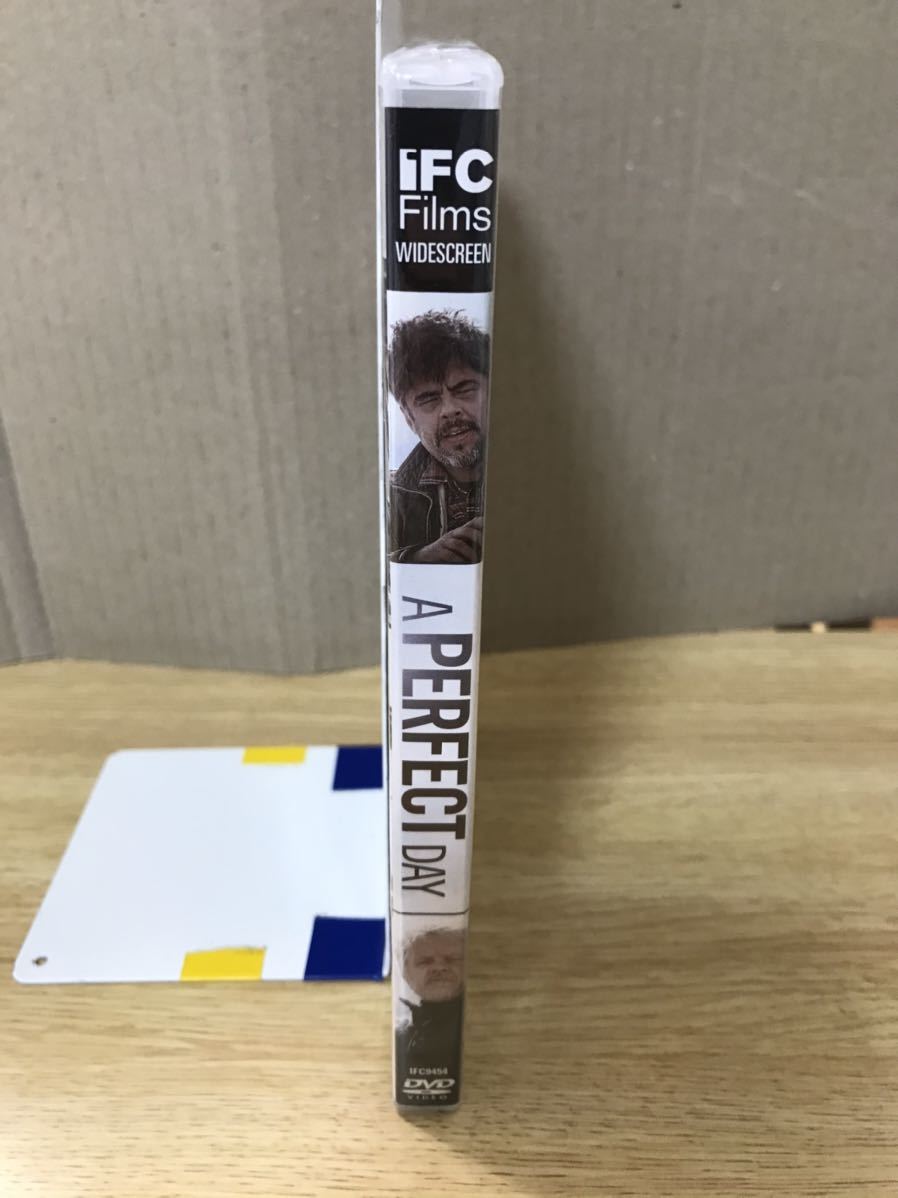 iFC
Films
WIDESCREEN
A PERFECT DAY
IFC9454
DVD
VIDEO